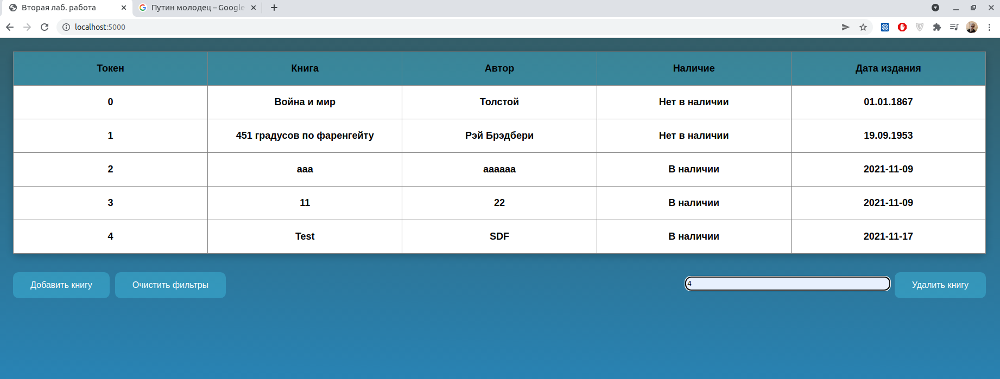 Вторая лаб. работа
Путин молодец – Google
localhost:5000
Токен Книга Автор Наличие Дата издания
0 Война и мир Толстой Нет в наличии 01.01.1867
1 451 градусов по фаренгейту Рэй Брэдбери Нет в наличии 19.09.1953
2 ааа аааааа В наличии 2021-11-09
3 11 22 В наличии 2021-11-09
4 Test SDF В наличии 2021-11-17
Добавить книгу Очистить фильтры 4 Удалить книгу